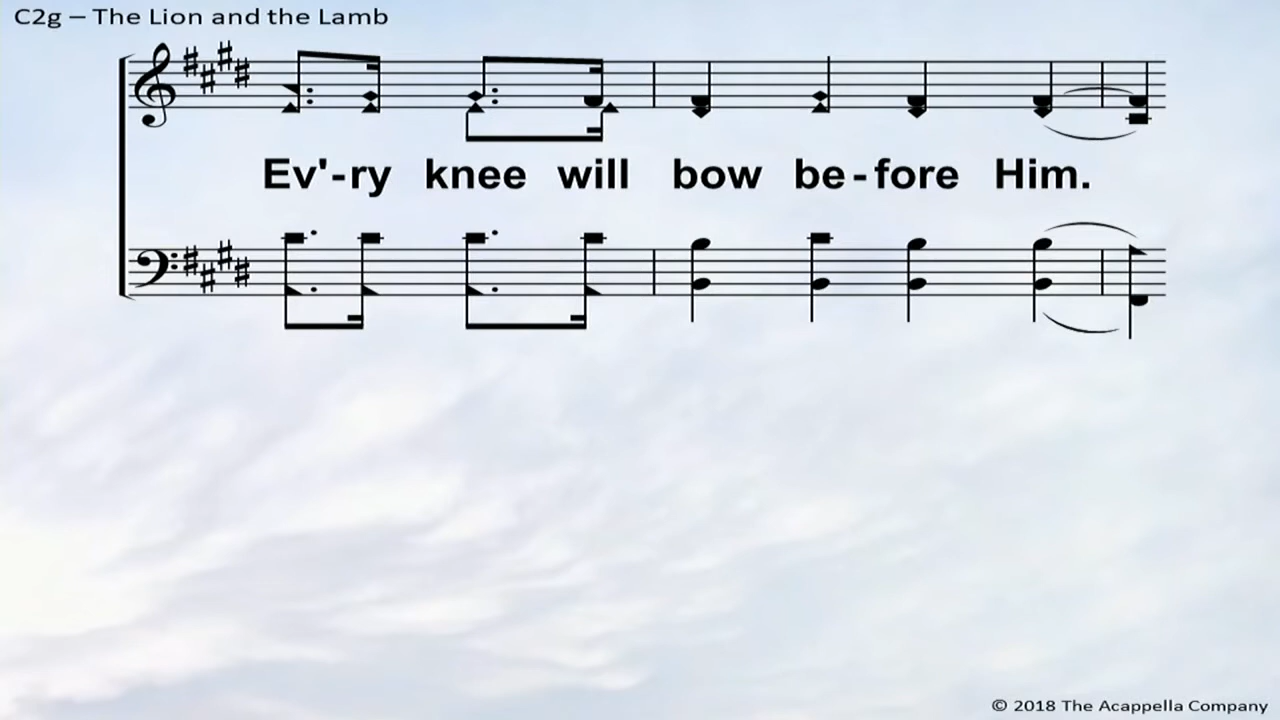 C2g – The Lion and the Lamb
Ev'-ry knee will bow be-fore Him.
© 2018 The Acappella Company